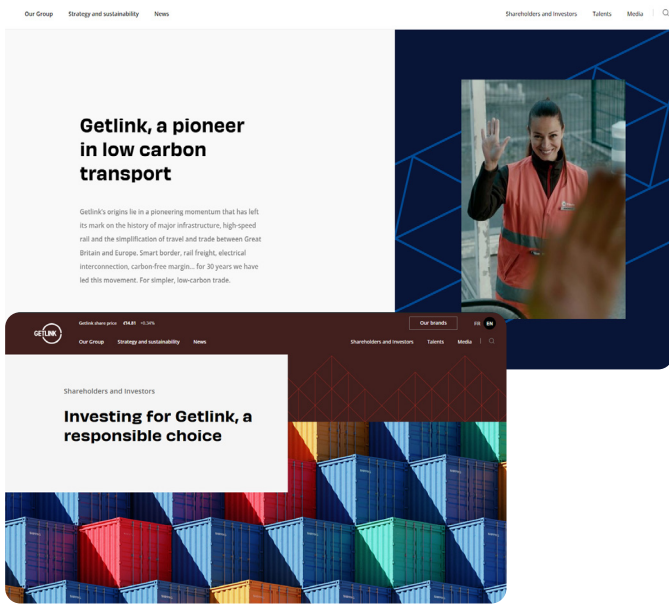 Our Group Strategy and sustainability News Shareholders and Investors Talents Media
Getlink, a pioneer
in low carbon
transport
Getlink's origins lie in a pioneering momentum that has left
its mark on the history of major infrastructure, high-speed
rail and the simplification of travel and trade between Great
Britain and Europe. Smart border, rail freight, electrical
interconnection, carbon-free margin... for 30 years we have
led this movement. For simpler, low-carbon trade.
GETLINK
Getlink share price €14.81 +0.34% Our brands FR EN
Our Group Strategy and sustainability News Shareholders and Investors Talents Media
Shareholders and Investors
Investing for Getlink, a
responsible choice